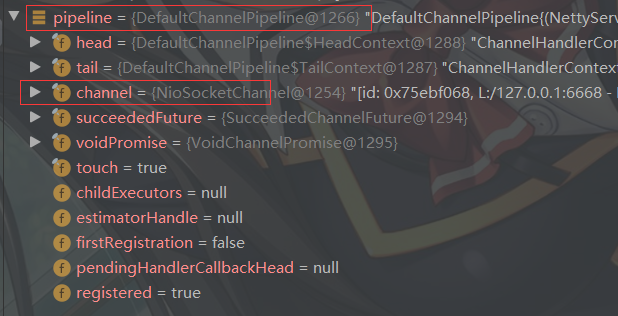 pipeline = {DefaultChannelPipeline@1266} "DefaultChannelPipeline{(NettyServ
head = {DefaultChannelPipeline$HeadContext@1288} "ChannelHandlerCon
tail = {DefaultChannelPipeline$TailContext@1287} "ChannelHandlerContext
channel = {NioSocketChannel@1254} "[id: 0x75ebf068, L:/127.0.0.1:6668 -
succeededFuture = {SucceededChannelFuture@1294}
voidPromise = {VoidChannelPromise@1295}
touch = true
childExecutors = null
estimatorHandle = null
firstRegistration = false
pendingHandlerCallbackHead = null
registered = true